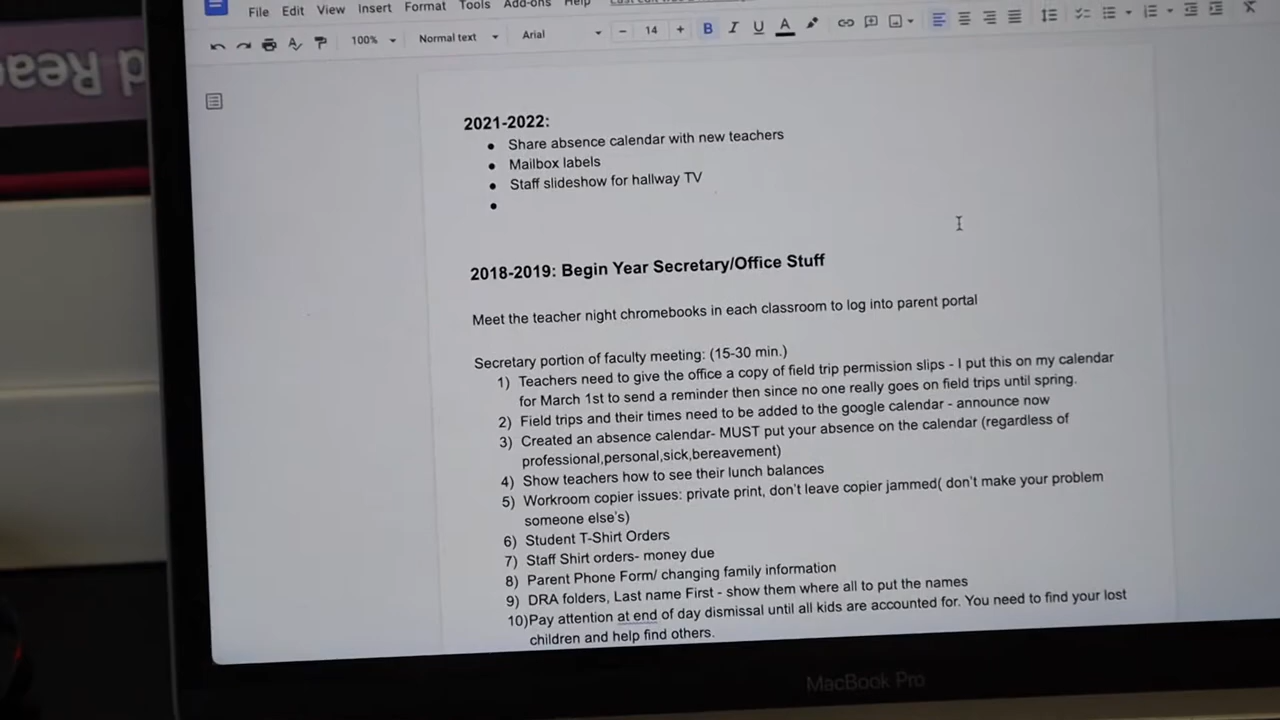 File Edit View Insert Format Tools Add-ons Help
100% Normal text Arial 14 B I U A
2021-2022:
Share absence calendar with new teachers
Mailbox labels
Staff slideshow for hallway TV
2018-2019: Begin Year Secretary/Office Stuff
Meet the teacher night chromebooks in each classroom to log into parent portal
Secretary portion of faculty meeting: (15-30 min.)
1) Teachers need to give the office a copy of field trip permission slips - I put this on my calendar
for March 1st to send a reminder then since no one really goes on field trips until spring.
2) Field trips and their times need to be added to the google calendar - announce now
3) Created an absence calendar- MUST put your absence on the calendar (regardless of
professional,personal,sick,bereavement)
4) Show teachers how to see their lunch balances
5) Workroom copier issues: private print, don't leave copier jammed( don't make your problem
someone else's)
6) Student T-Shirt Orders
7) Staff Shirt orders- money due
8) Parent Phone Form/ changing family information
9) DRA folders, Last name First - show them where all to put the names
10)Pay attention at end of day dismissal until all kids are accounted for. You need to find your lost
children and help find others.
MacBook Pro